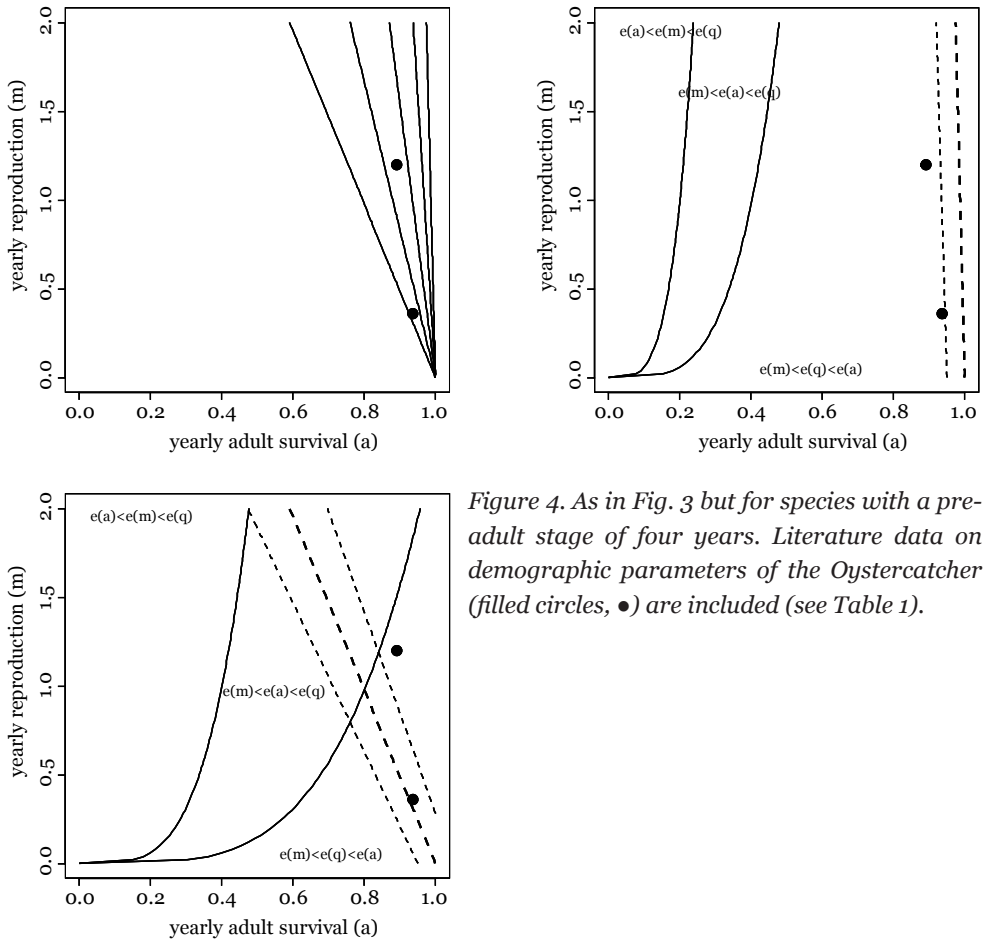 2.0
1.5
1.0
0.5
0.0
yearly reproduction (m)
0.0 0.2 0.4 0.6 0.8 1.0
yearly adult survival (a)
2.0
1.5
1.0
0.5
0.0
yearly reproduction (m)
e(a)<e(m)<e(q)
e(m)<e(a)<e(q)
e(m)<e(q)<e(a)
0.0 0.2 0.4 0.6 0.8 1.0
yearly adult survival (a)
2.0
1.5
1.0
0.5
0.0
yearly reproduction (m)
e(a)<e(m)<e(q)
e(m)<e(a)<e(q)
e(m)<e(q)<e(a)
0.0 0.2 0.4 0.6 0.8 1.0
yearly adult survival (a)
Figure 4. As in Fig. 3 but for species with a pre-
adult stage of four years. Literature data on
demographic parameters of the Oystercatcher
(filled circles, ●) are included (see Table 1).